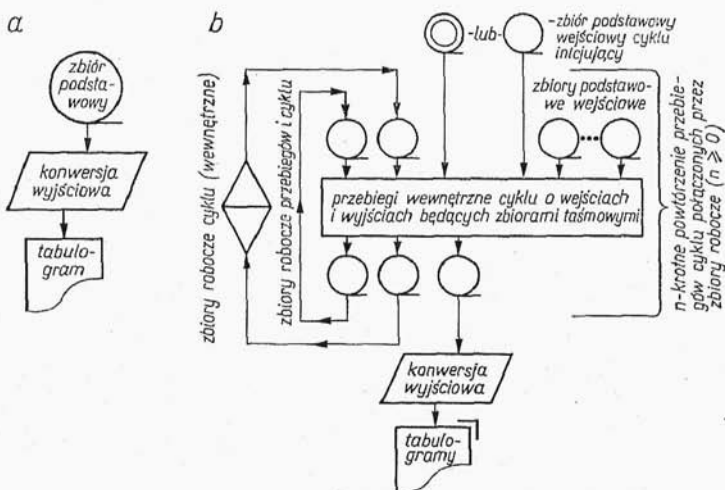 a
zbiór
podsta-
wowy
konwersja
wyjściowa
tabulo-
gram
b
-lub-
-zbiór podstawowy
wejściowy cyklu
inicjujący
zbiory podstawo-
we wejściowe
zbiory robocze cyklu (wewnętrzne)
zbiory robocze przebiegów i cyklu
przebiegi wewnętrzne cyklu o wejściach
i wyjściach będących zbiorami taśmowymi
n-krotne powtórzenie przebie-
gów cyklu połączonych przez
zbiory robocze (n ⩾ 0)
konwersja
wyjściowa
tabulo-
gramy